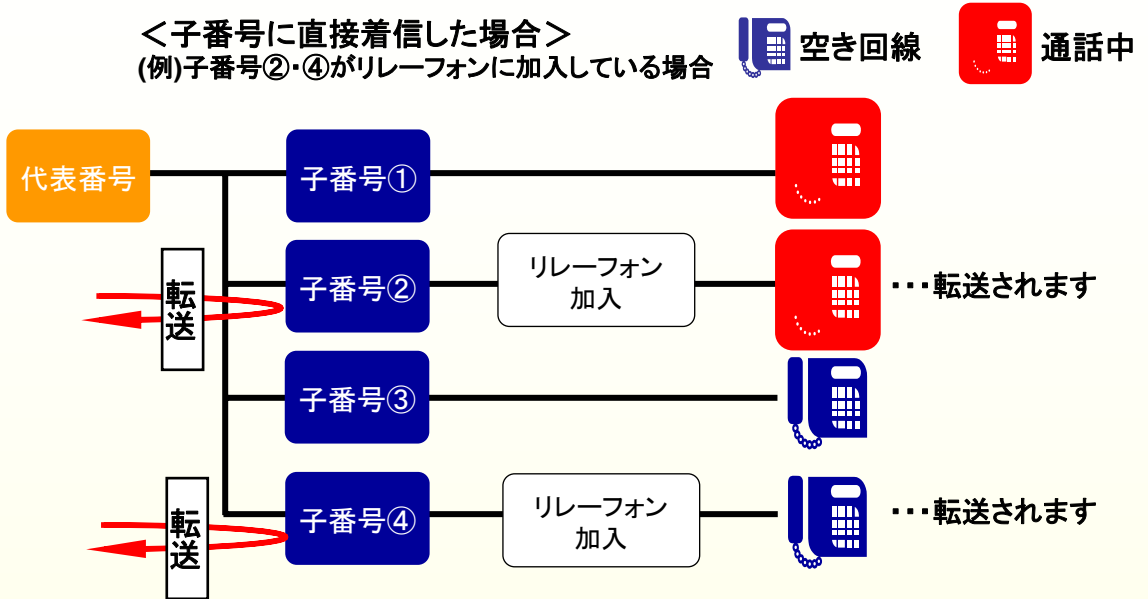 ＜子番号に直接着信した場合＞
(例)子番号②・④がリレーフォンに加入している場合
空き回線
通話中
代表番号
子番号①
転送
子番号②
リレーフォン
加入
･･･転送されます
子番号③
転送
子番号④
リレーフォン
加入
･･･転送されます